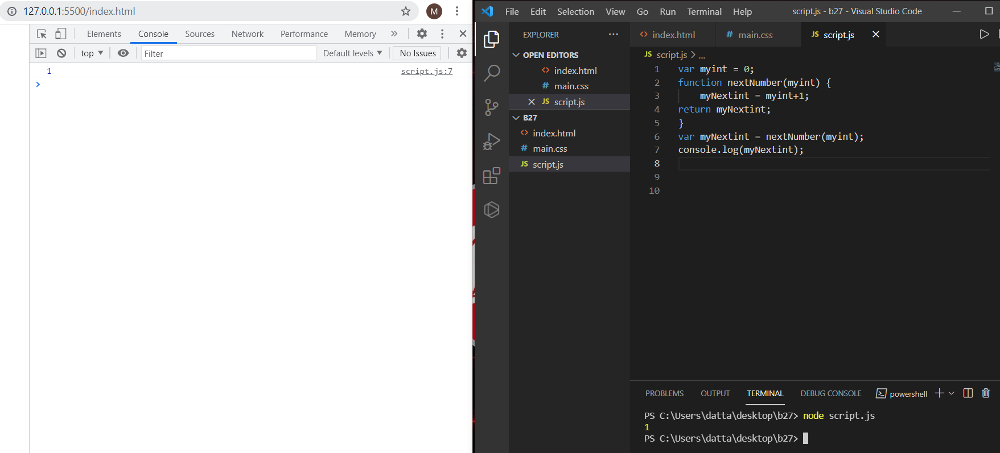 127.0.0.1:5500/index.html
M
Elements Console Sources Network Performance Memory
top Filter Default levels No Issues
1 script.js:7
File Edit Selection View Go Run Terminal Help script.js - b27 - Visual Studio Code
EXPLORER
OPEN EDITORS
index.html
# main.css
JS script.js
B27
index.html
# main.css
JS script.js
index.html # main.css JS script.js
JS script.js > ...
1 var myint = 0;
2 function nextNumber(myint) {
3 myNextint = myint+1;
4 return myNextint;
5 }
6 var myNextint = nextNumber(myint);
7 console.log(myNextint);
8
9
10
PROBLEMS OUTPUT TERMINAL DEBUG CONSOLE powershell
PS C:\Users\datta\desktop\b27> node script.js
1
PS C:\Users\datta\desktop\b27>